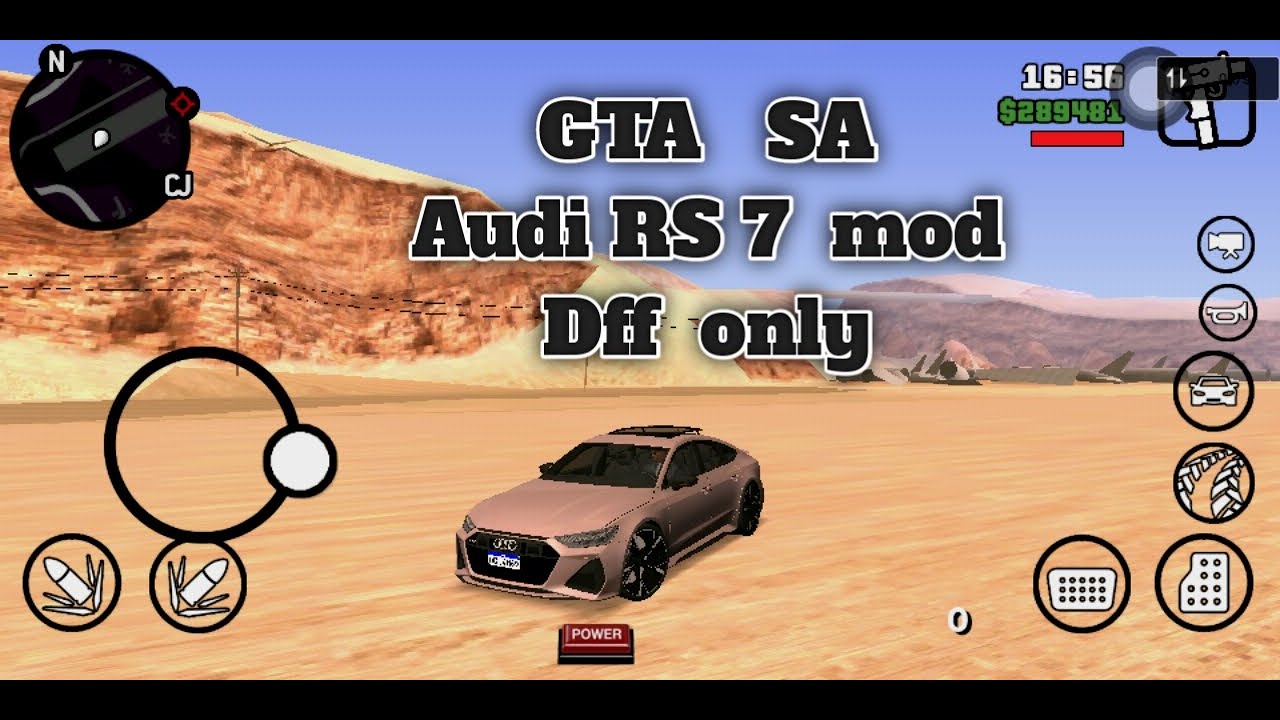 N
16:56
$289481
CJ
GTA SA
Audi RS 7 mod
Dff only
POWER
0